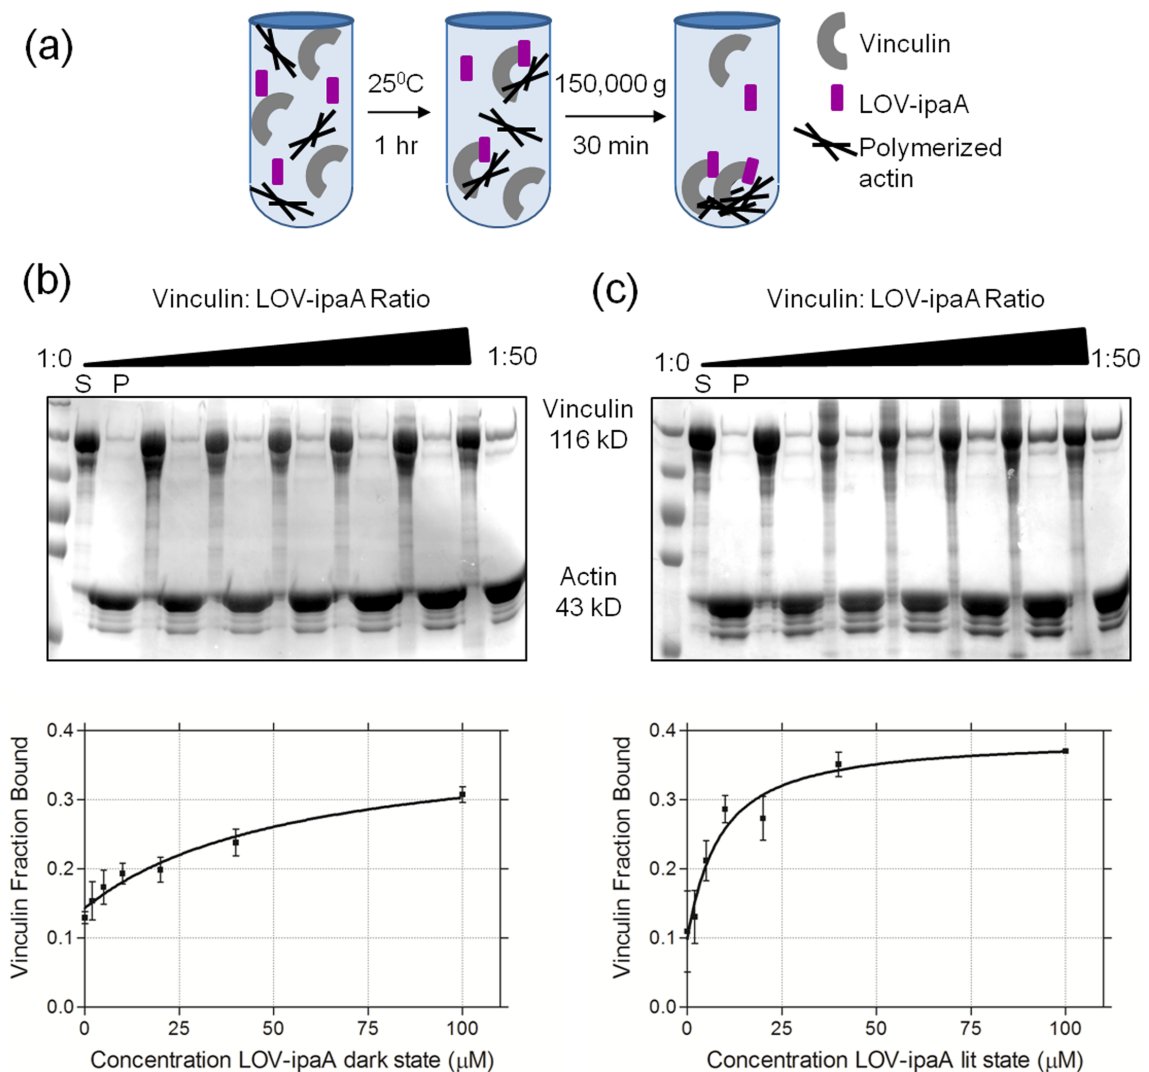 (a)
25⁰C
1 hr
150,000 g
30 min
Vinculin
LOV-ipaA
Polymerized
actin
(b)
Vinculin: LOV-ipaA Ratio
1:0
1:50
S P
Vinculin
116 kD
Actin
43 kD
(c)
Vinculin: LOV-ipaA Ratio
1:0
1:50
S P
Vinculin Fraction Bound
0.4
0.3
0.2
0.1
0.0
0 25 50 75 100
Concentration LOV-ipaA dark state (μM)
Vinculin Fraction Bound
0.4
0.3
0.2
0.1
0.0
0 25 50 75 100
Concentration LOV-ipaA lit state (μM)